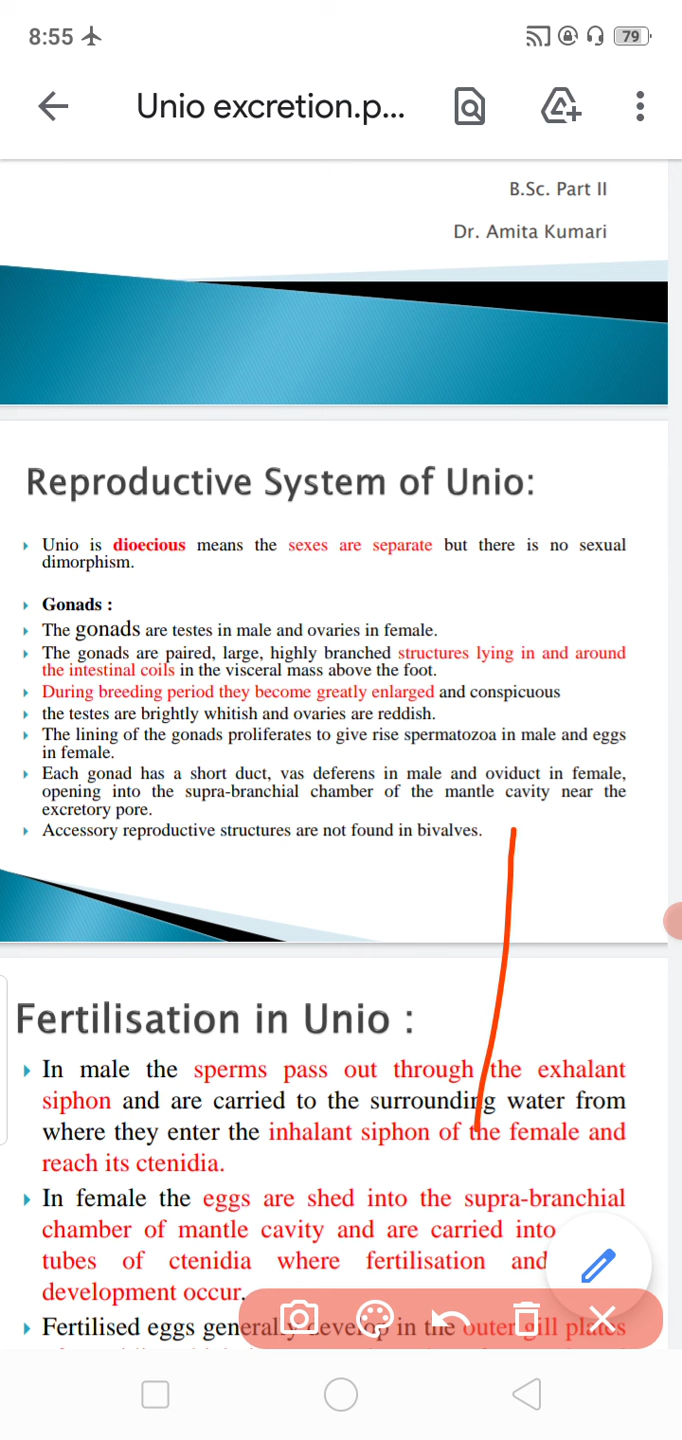 8:55
79
Unio excretion.p...
B.Sc. Part II
Dr. Amita Kumari
Reproductive System of Unio:
Unio is dioecious means the sexes are separate but there is no sexual
dimorphism.
Gonads :
The gonads are testes in male and ovaries in female.
The gonads are paired, large, highly branched structures lying in and around
the intestinal coils in the visceral mass above the foot.
During breeding period they become greatly enlarged and conspicuous
the testes are brightly whitish and ovaries are reddish.
The lining of the gonads proliferates to give rise spermatozoa in male and eggs
in female.
Each gonad has a short duct, vas deferens in male and oviduct in female,
opening into the supra-branchial chamber of the mantle cavity near the
excretory pore.
Accessory reproductive structures are not found in bivalves.
Fertilisation in Unio :
In male the sperms pass out through the exhalant
siphon and are carried to the surrounding water from
where they enter the inhalant siphon of the female and
reach its ctenidia.
In female the eggs are shed into the supra-branchial
chamber of mantle cavity and are carried into
tubes of ctenidia where fertilisation and
development occur.
Fertilised eggs generally develop in the outer gill plates